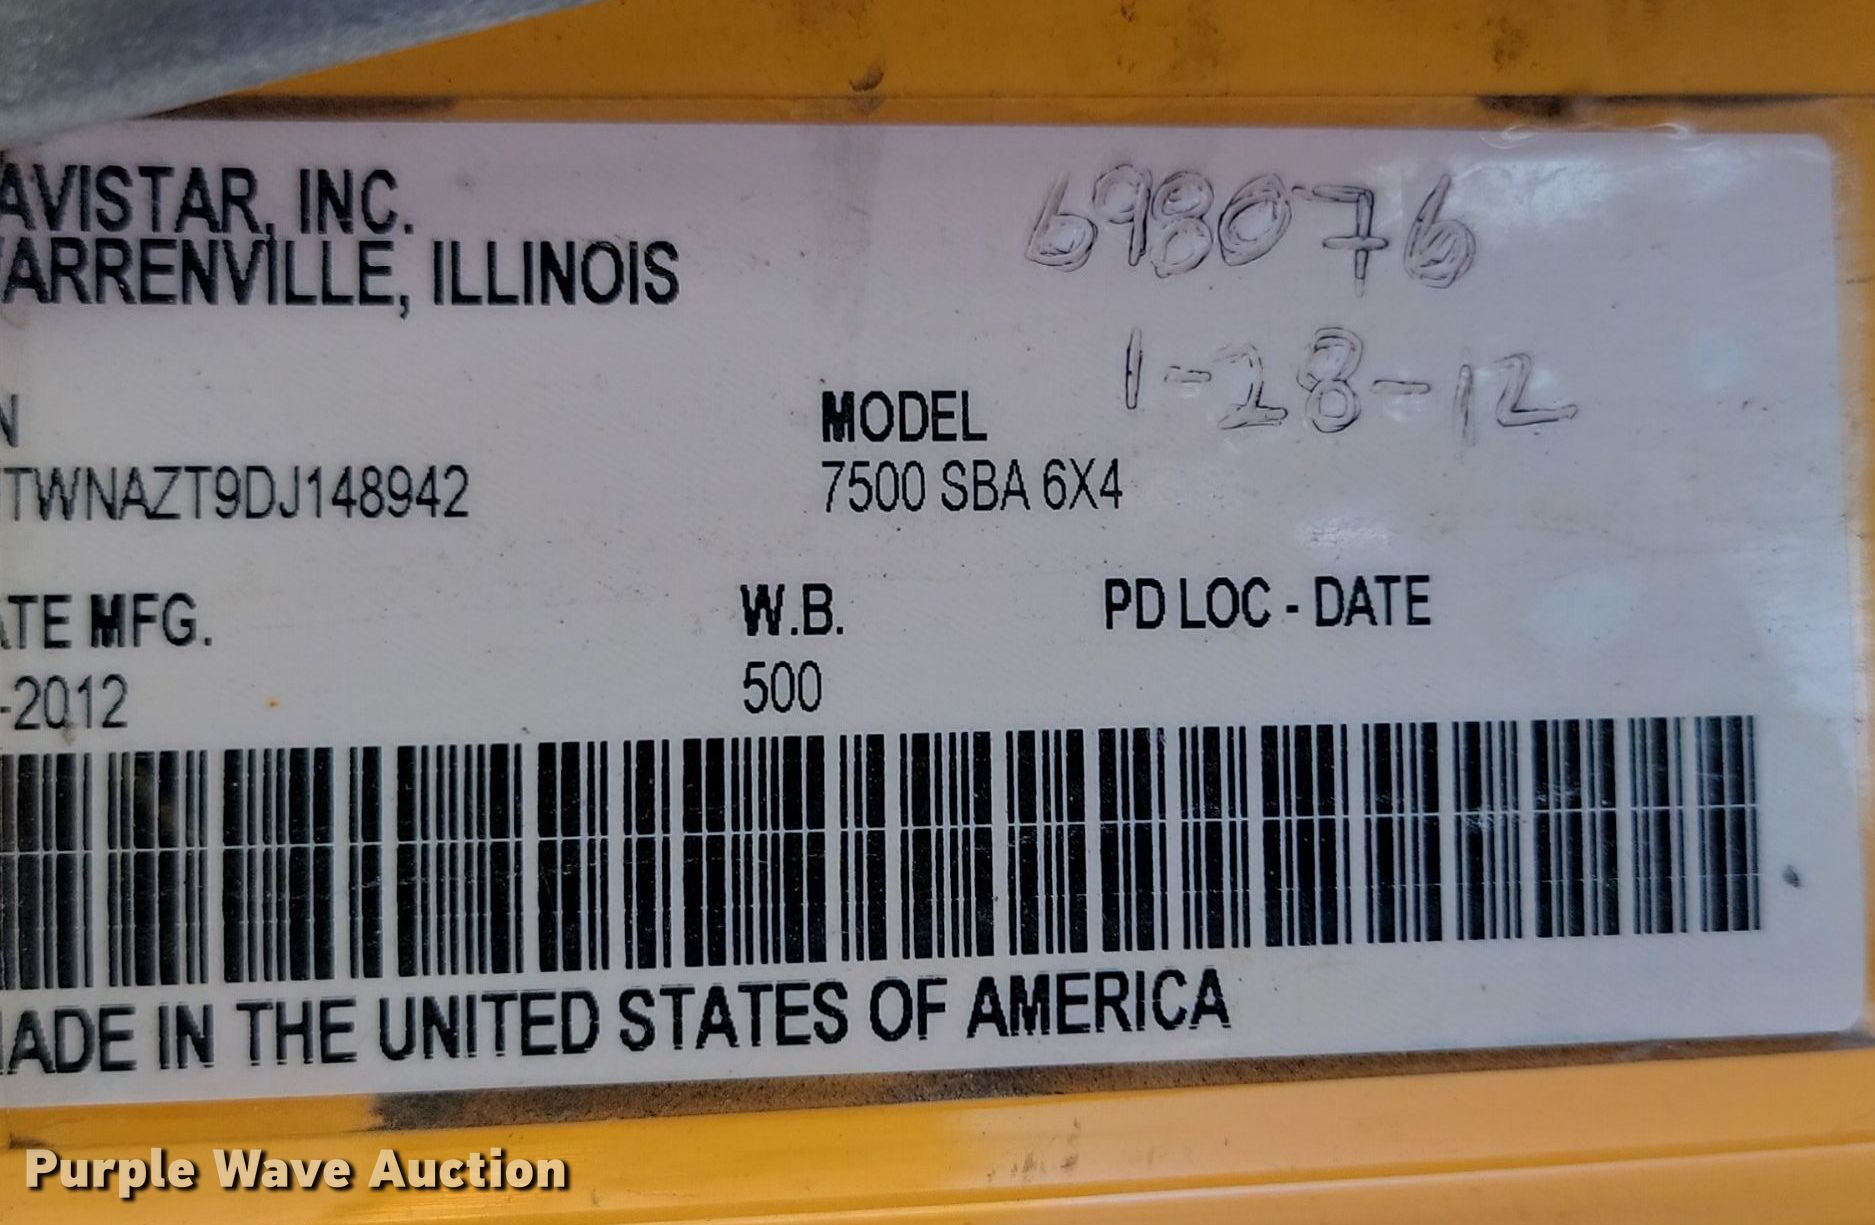 AVISTAR, INC.
ARRENVILLE, ILLINOIS
698076
1-28-12
N
TWNAZT9DJ148942
MODEL
7500 SBA 6X4
ATE MFG.
-2012
W.B.
500
PD LOC - DATE
ADE IN THE UNITED STATES OF AMERICA
Purple Wave Auction